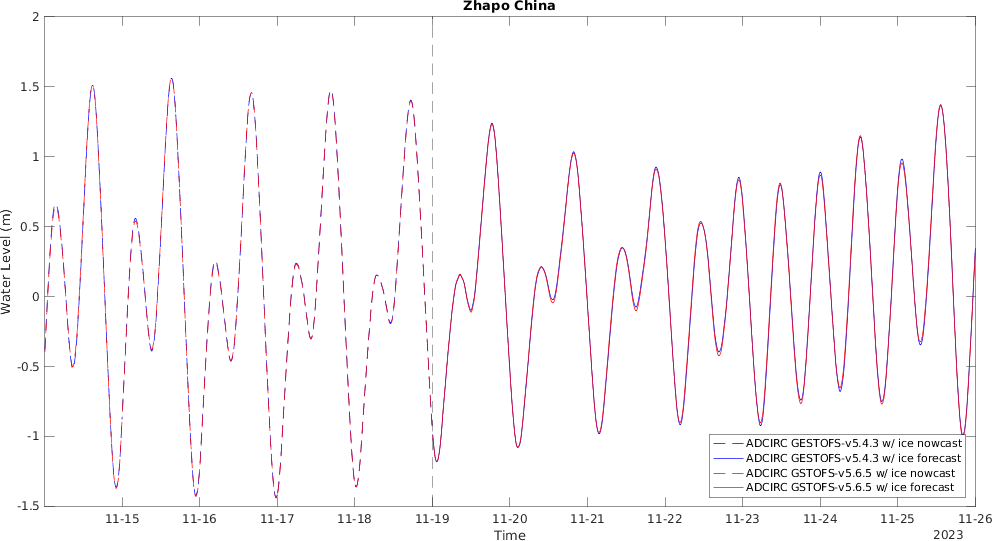 Zhapo China
Water Level (m)
2
1.5
1
0.5
0
-0.5
-1
-1.5
ADCIRC GESTOFS-v5.4.3 w/ ice nowcast
ADCIRC GESTOFS-v5.4.3 w/ ice forecast
ADCIRC GSTOFS-v5.6.5 w/ ice nowcast
ADCIRC GSTOFS-v5.6.5 w/ ice forecast
11-15 11-16 11-17 11-18 11-19 11-20 11-21 11-22 11-23 11-24 11-25 11-26
Time
2023